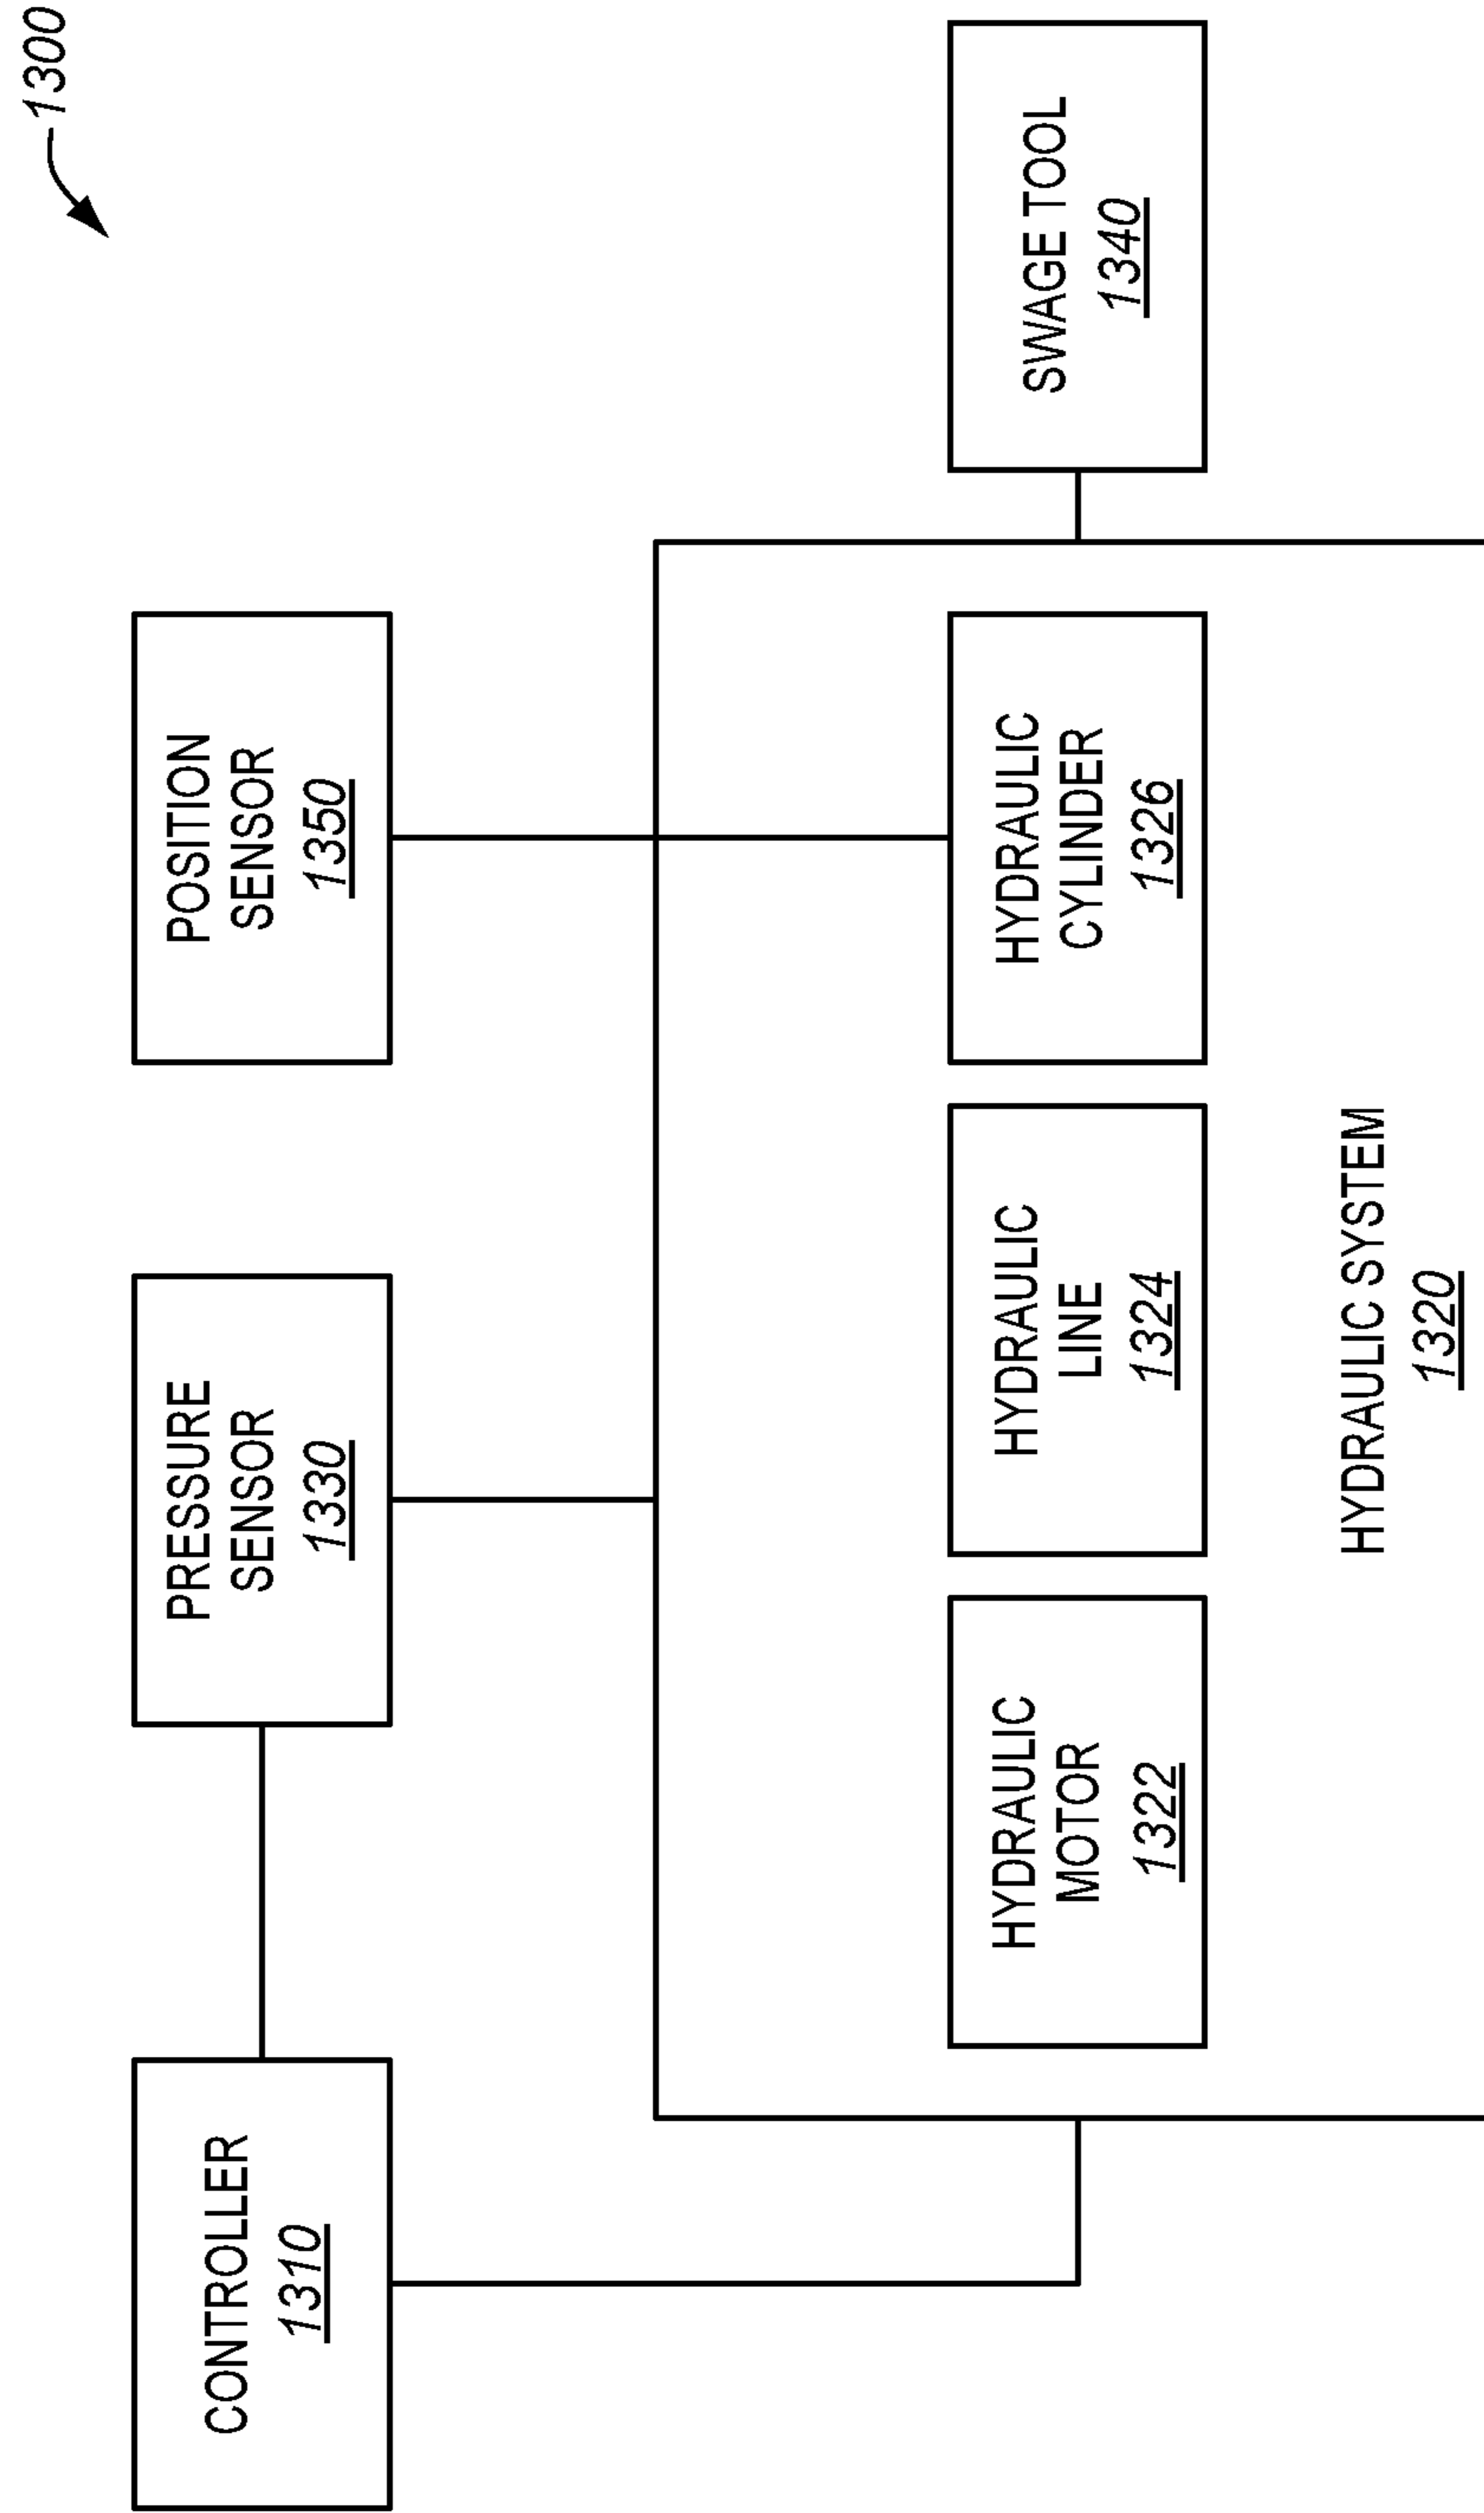 1300
CONTROLLER
1310
PRESSURE
SENSOR
1330
POSITION
SENSOR
1350
HYDRAULIC
MOTOR
1322
HYDRAULIC
LINE
1324
HYDRAULIC
CYLINDER
1326
SWAGE TOOL
1340
HYDRAULIC SYSTEM
1320